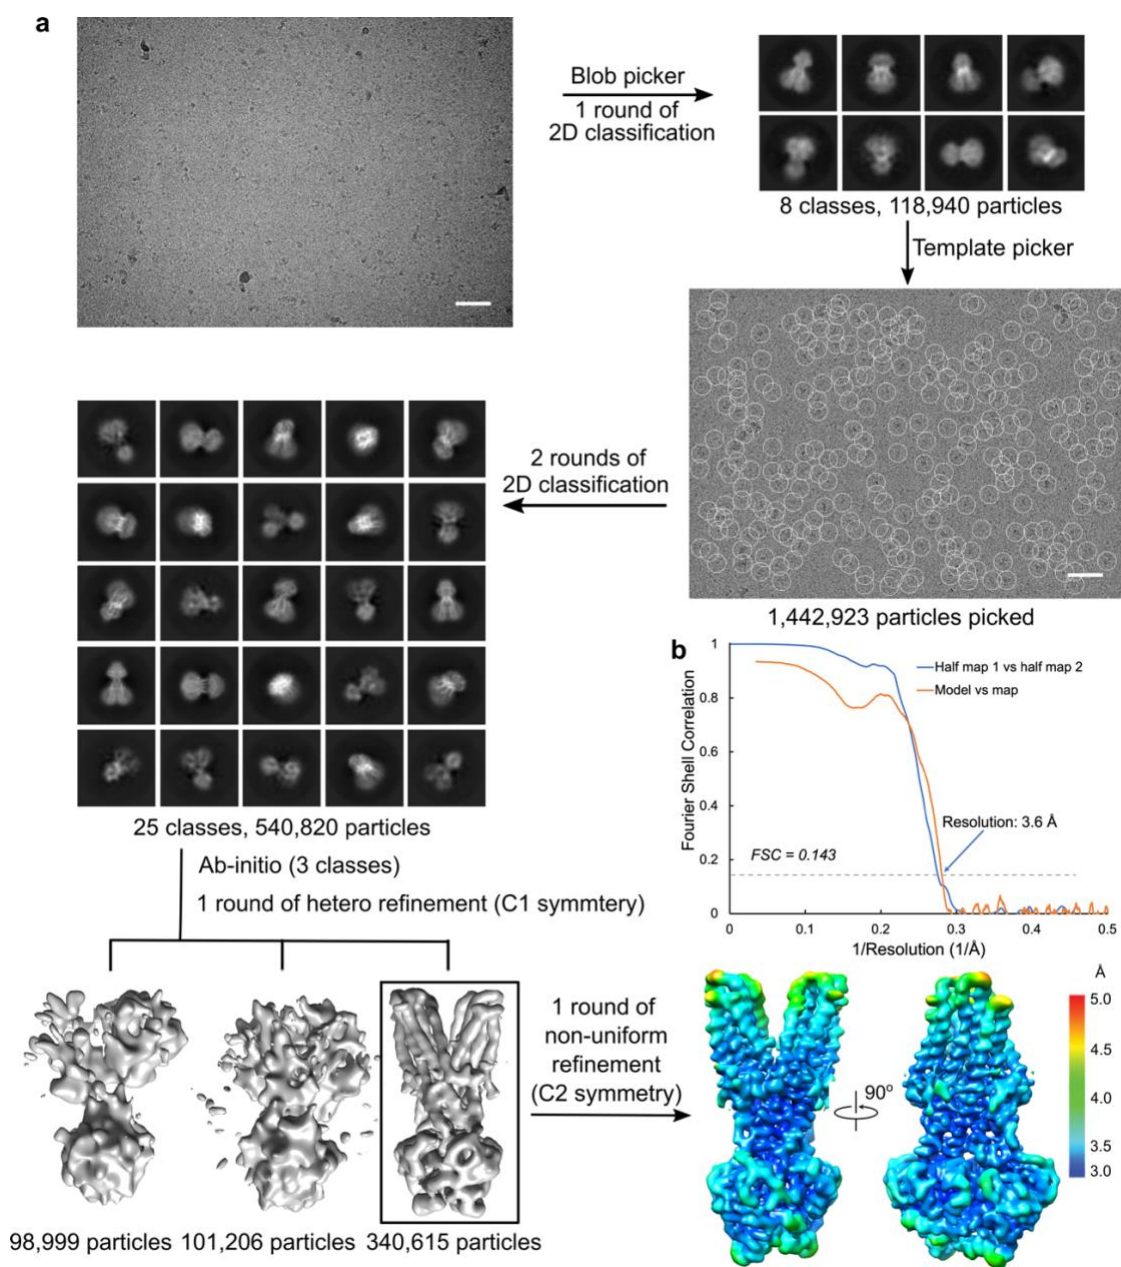 a
Blob picker
1 round of
2D classification
8 classes, 118,940 particles
Template picker
1,442,923 particles picked
2 rounds of
2D classification
25 classes, 540,820 particles
Ab-initio (3 classes)
1 round of hetero refinement (C1 symmtery)
98,999 particles
101,206 particles
340,615 particles
1 round of
non-uniform
refinement
(C2 symmetry)
b
Half map 1 vs half map 2
Model vs map
Fourier Shell Correlation
1
0.8
0.6
0.4
0.2
0
FSC = 0.143
Resolution: 3.6 Å
0
0.1
0.2
0.3
0.4
0.5
1/Resolution (1/Å)
90°
Å
5.0
4.5
4.0
3.5
3.0